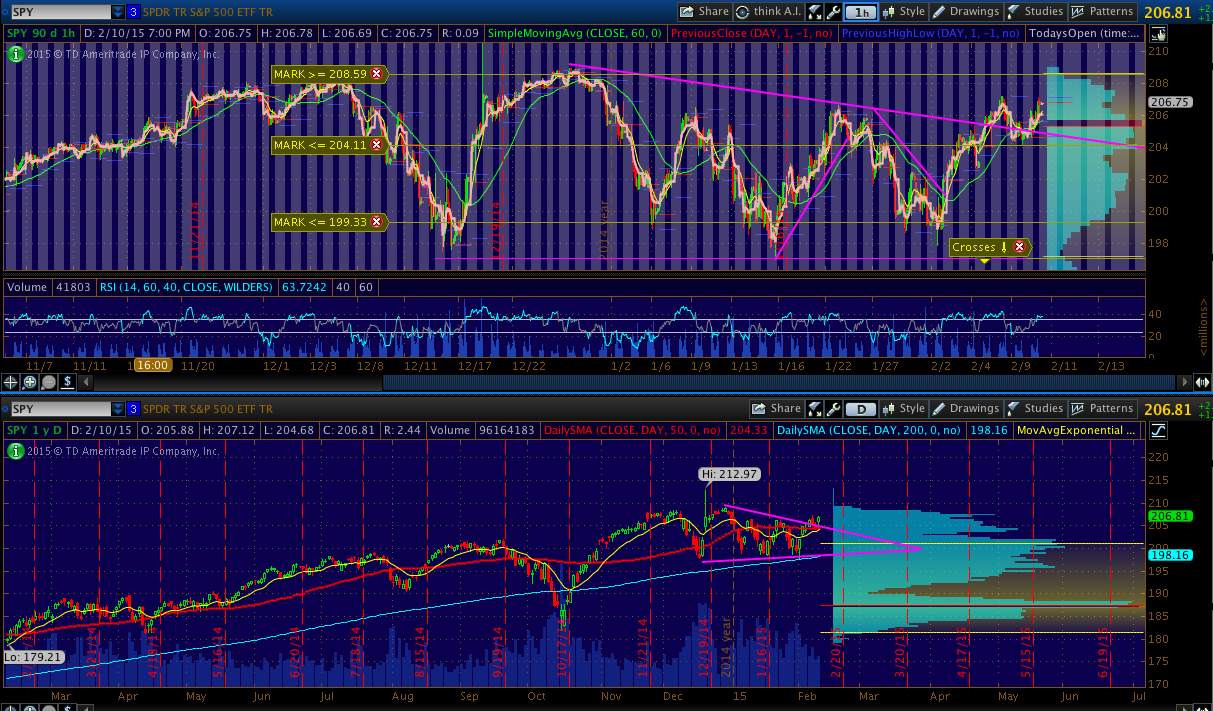 SPY 3 SPDR TR S&P 500 ETF TR Share think A.I. 1h Style Drawings Studies Patterns 206.81
SPY 90 d 1h D: 2/10/15 7:00 PM O: 206.75 H: 206.78 L: 206.69 C: 206.75 R: 0.09 SimpleMovingAvg (CLOSE, 60, 0) PreviousClose (DAY, 1, -1, no) PreviousHighLow (DAY, 1, -1, no) TodaysOpen (time:...
2015 © TD Ameritrade IP Company, Inc.
210
MARK >= 208.59
208
206.75
206
MARK <= 204.11
204
202
MARK <= 199.33
200
11/21/14
12/19/14
2014 year
Crosses
198
Volume 41803 RSI (14, 60, 40, CLOSE, WILDERS) 63.7242 40 60
40
20
0
<millions>
11/7 11/11 16:00 11/20 12/1 12/3 12/8 12/11 12/17 12/22 1/2 1/6 1/9 1/13 1/16 1/22 1/27 2/2 2/4 2/9 2/11 2/13
$
SPY 3 SPDR TR S&P 500 ETF TR Share D Style Drawings Studies Patterns 206.81
SPY 1 y D D: 2/10/15 O: 205.88 H: 207.12 L: 204.68 C: 206.81 R: 2.44 Volume 96164183 DailySMA (CLOSE, DAY, 50, 0, no) 204.33 DailySMA (CLOSE, DAY, 200, 0, no) 198.16 MovAvgExponential ...
2015 © TD Ameritrade IP Company, Inc.
220
Hi: 212.97
215
210
206.81
205
200
198.16
195
190
185
180
175
170
Lo: 179.21
3/21/14
6/20/14
8/15/14
9/19/14
10/17/14
11/21/14
12/19/14
2014 year
1/16/15
3/20/15
4/17/15
5/15/15
6/19/15
Mar Apr May Jun Jul Aug Sep Oct Nov Dec 15 Feb Mar Apr May Jun Jul